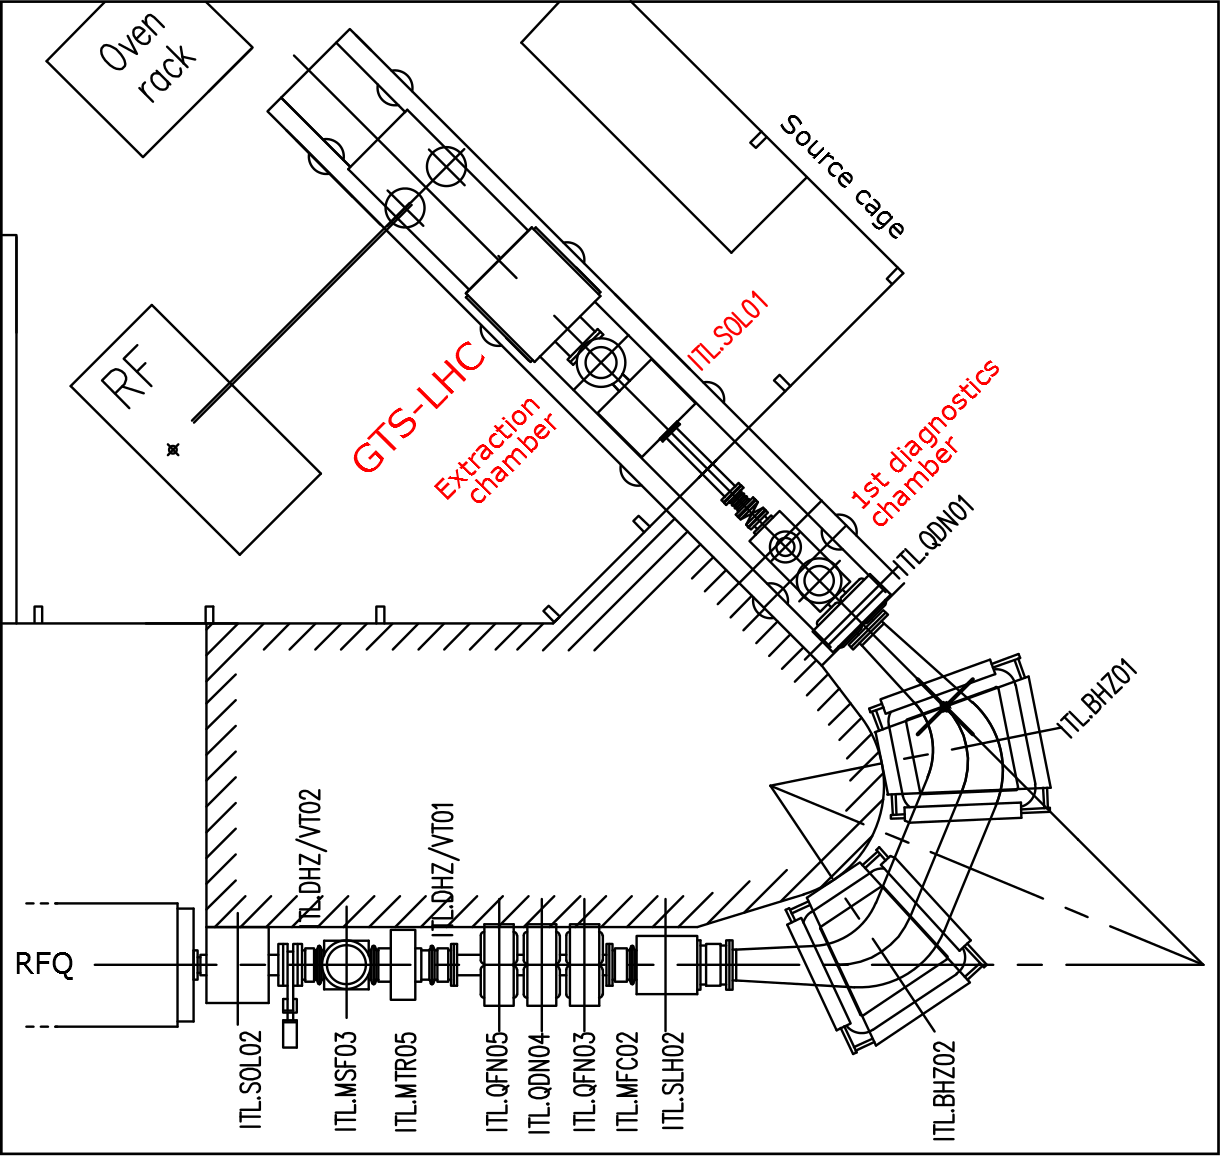 Oven
rack
Source cage
RF
GTS-LHC
Extraction
chamber
ITL.SOL01
1st diagnostics
chamber
ITL.QDN01
ITL.BHZ01
ITL.DHZ/VT02
ITL.DHZ/VT01
RFQ
ITL.SOL02
ITL.MSF03
ITL.MTR05
ITL.QFN05
ITL.QDN04
ITL.QFN03
ITL.MFC02
ITL.SLH02
ITL.BHZ02